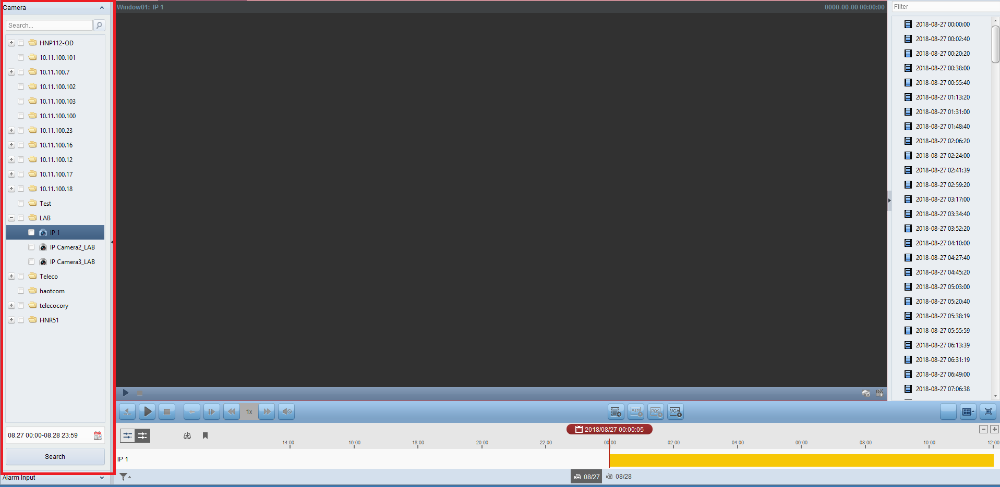 Camera
Search...
HNP112-OD
10.11.100.101
10.11.100.7
10.11.100.102
10.11.100.103
10.11.100.100
10.11.100.23
10.11.100.16
10.11.100.12
10.11.100.17
10.11.100.18
Test
LAB
IP 1
IP Camera2_LAB
IP Camera3_LAB
Teleco
haotcom
telecocory
HNR51
08.27 00:00-08.28 23:59
Search
Alarm Input
Window01: IP 1
0000-00-00 00:00:00
1x
ATM
POS
VCA
2018/08/27 00:00:05
14:00 16:00 18:00 20:00 22:00 00:00 02:00 04:00 06:00 08:00 10:00 12:00
IP 1
08/27 08/28
Filter
2018-08-27 00:00:00
2018-08-27 00:02:40
2018-08-27 00:20:20
2018-08-27 00:38:00
2018-08-27 00:55:40
2018-08-27 01:13:20
2018-08-27 01:31:00
2018-08-27 01:48:40
2018-08-27 02:06:20
2018-08-27 02:24:00
2018-08-27 02:41:39
2018-08-27 02:59:20
2018-08-27 03:17:00
2018-08-27 03:34:40
2018-08-27 03:52:20
2018-08-27 04:10:00
2018-08-27 04:27:40
2018-08-27 04:45:20
2018-08-27 05:03:00
2018-08-27 05:20:40
2018-08-27 05:38:19
2018-08-27 05:55:59
2018-08-27 06:13:39
2018-08-27 06:31:19
2018-08-27 06:49:00
2018-08-27 07:06:38